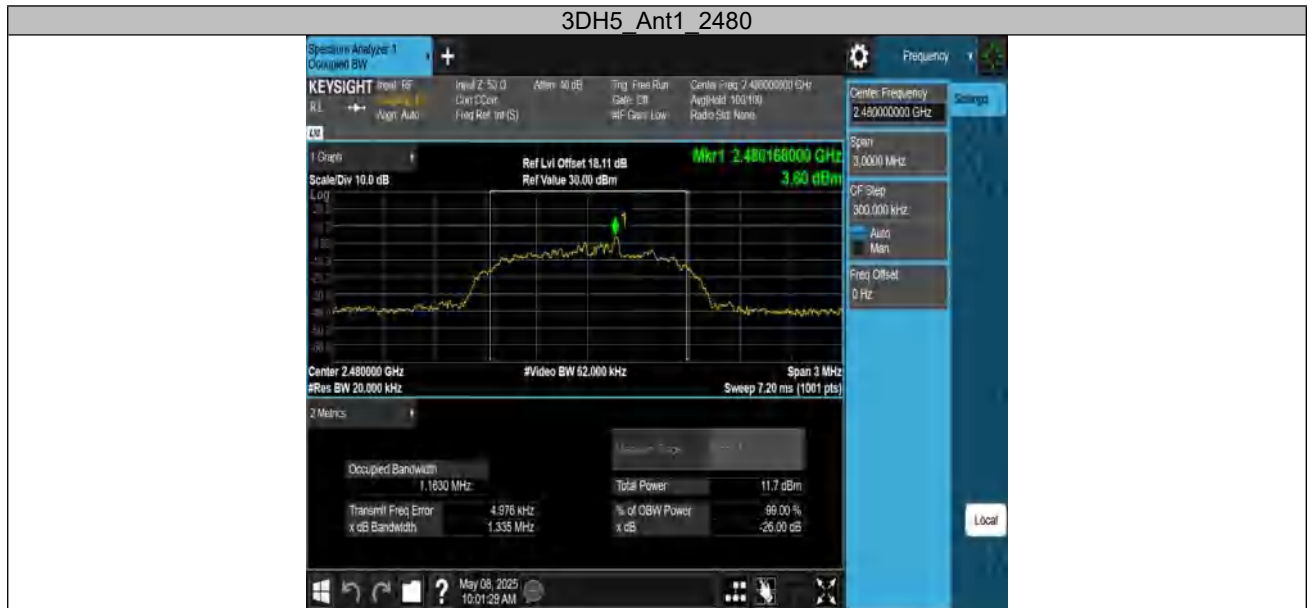 3DH5_Ant1_2480
Spectrum Analyzer 1
Occupied BW
Frequency
KEYSIGHT Input: RF
Input Z: 50 Ω
Atten: 40 dB
Trig: Free Run
Center Freq: 2.480000000 GHz
RL
Align: Auto
Corr CCorr
Freq Ref: Int (S)
Gate: Off
#IF Gain: Low
Avg|Hold: 100/100
Radio Std: None
Center Frequency
2.480000000 GHz
Settings
Span
3.0000 MHz
CF Step
300.000 kHz
Auto
Man
Freq Offset
0 Hz
1 Graph
Scale/Div 10.0 dB
Ref Lvl Offset 18.11 dB
Ref Value 30.00 dBm
Mkr1 2.480168000 GHz
3.60 dBm
Log
1
Center 2.480000 GHz
#Video BW 62.000 kHz
Span 3 MHz
#Res BW 20.000 kHz
Sweep 7.20 ms (1001 pts)
2 Metrics
Occupied Bandwidth
1.1630 MHz
Total Power
11.7 dBm
Transmit Freq Error
4.976 kHz
% of OBW Power
99.00 %
x dB Bandwidth
1.335 MHz
x dB
-26.00 dB
Local
?
May 08, 2025
10:01:29 AM